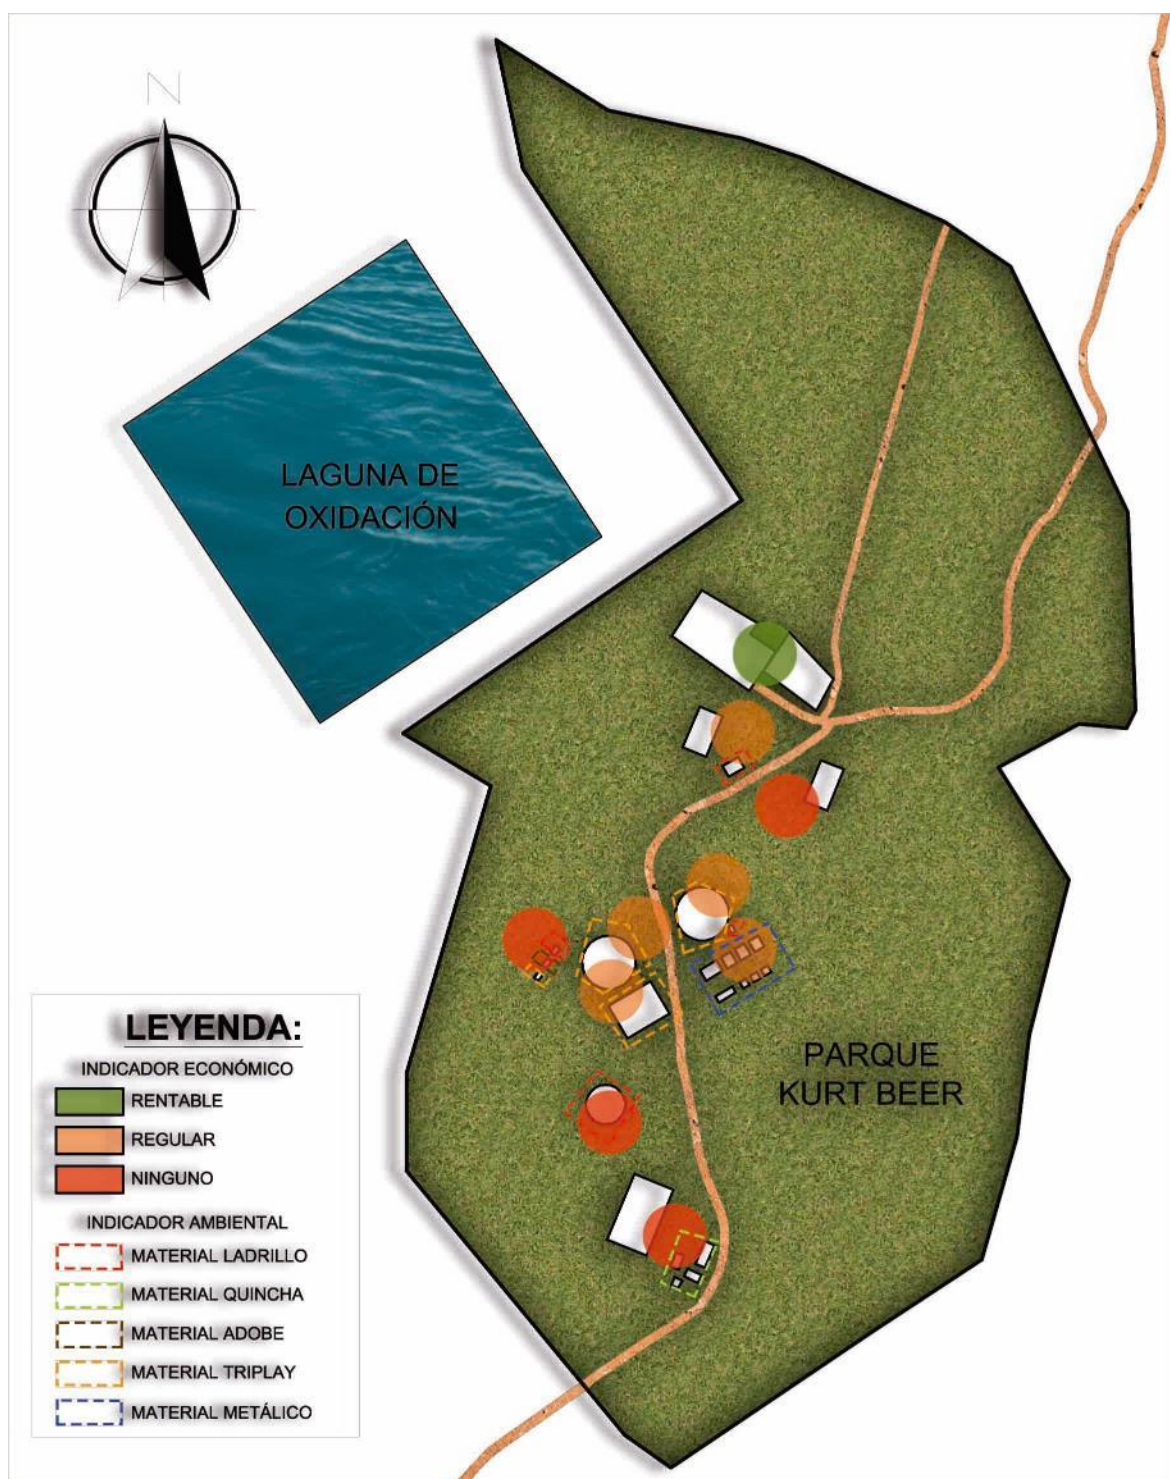 N
LAGUNA DE
OXIDACIÓN
PARQUE
KURT BEER
LEYENDA:
INDICADOR ECONÓMICO
RENTABLE
REGULAR
NINGUNO
INDICADOR AMBIENTAL
MATERIAL LADRILLO
MATERIAL QUINCHA
MATERIAL ADOBE
MATERIAL TRIPLAY
MATERIAL METÁLICO